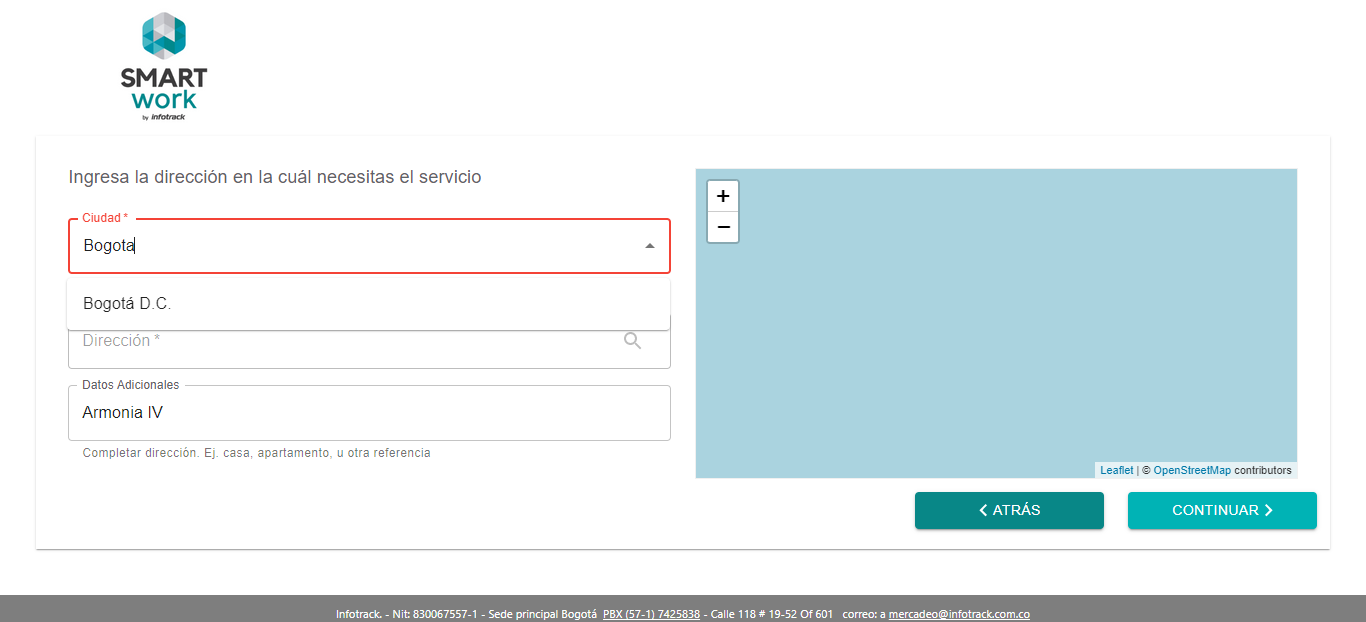 SMART
work
by infotrack
Ingresa la dirección en la cuál necesitas el servicio
Ciudad *
Bogota
Bogotá D.C.
Dirección *
Datos Adicionales
Armonia IV
Completar dirección. Ej. casa, apartamento, u otra referencia
+
−
Leaflet | © OpenStreetMap contributors
ATRÁS
CONTINUAR
Infotrack. - Nit: 830067557-1 - Sede principal Bogotá PBX (57-1) 7425838 - Calle 118 # 19-52 Of 601 correo: a mercadeo@infotrack.com.co